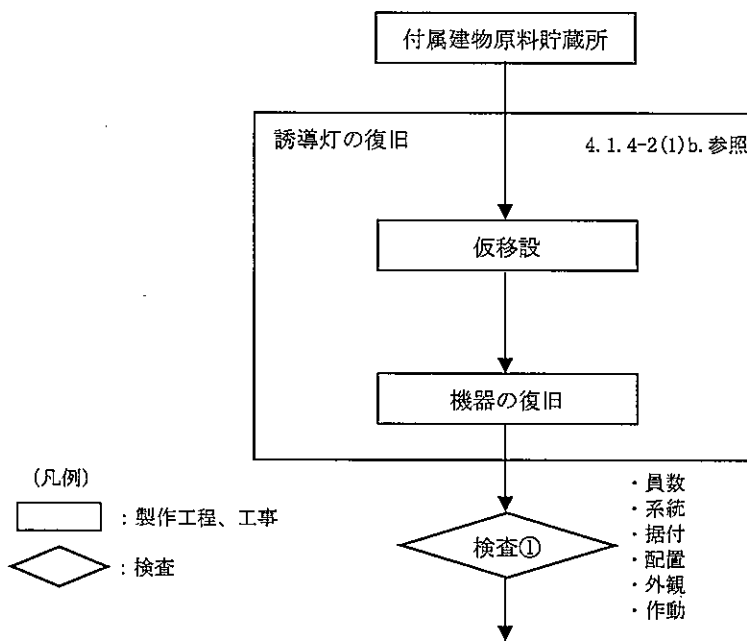 付属建物原料貯蔵所
誘導灯の復旧
4.1.4-2(1)b.参照
仮移設
機器の復旧
(凡例)
：製作工程、工事
：検査
検査①
・員数
・系統
・据付
・配置
・外観
・作動